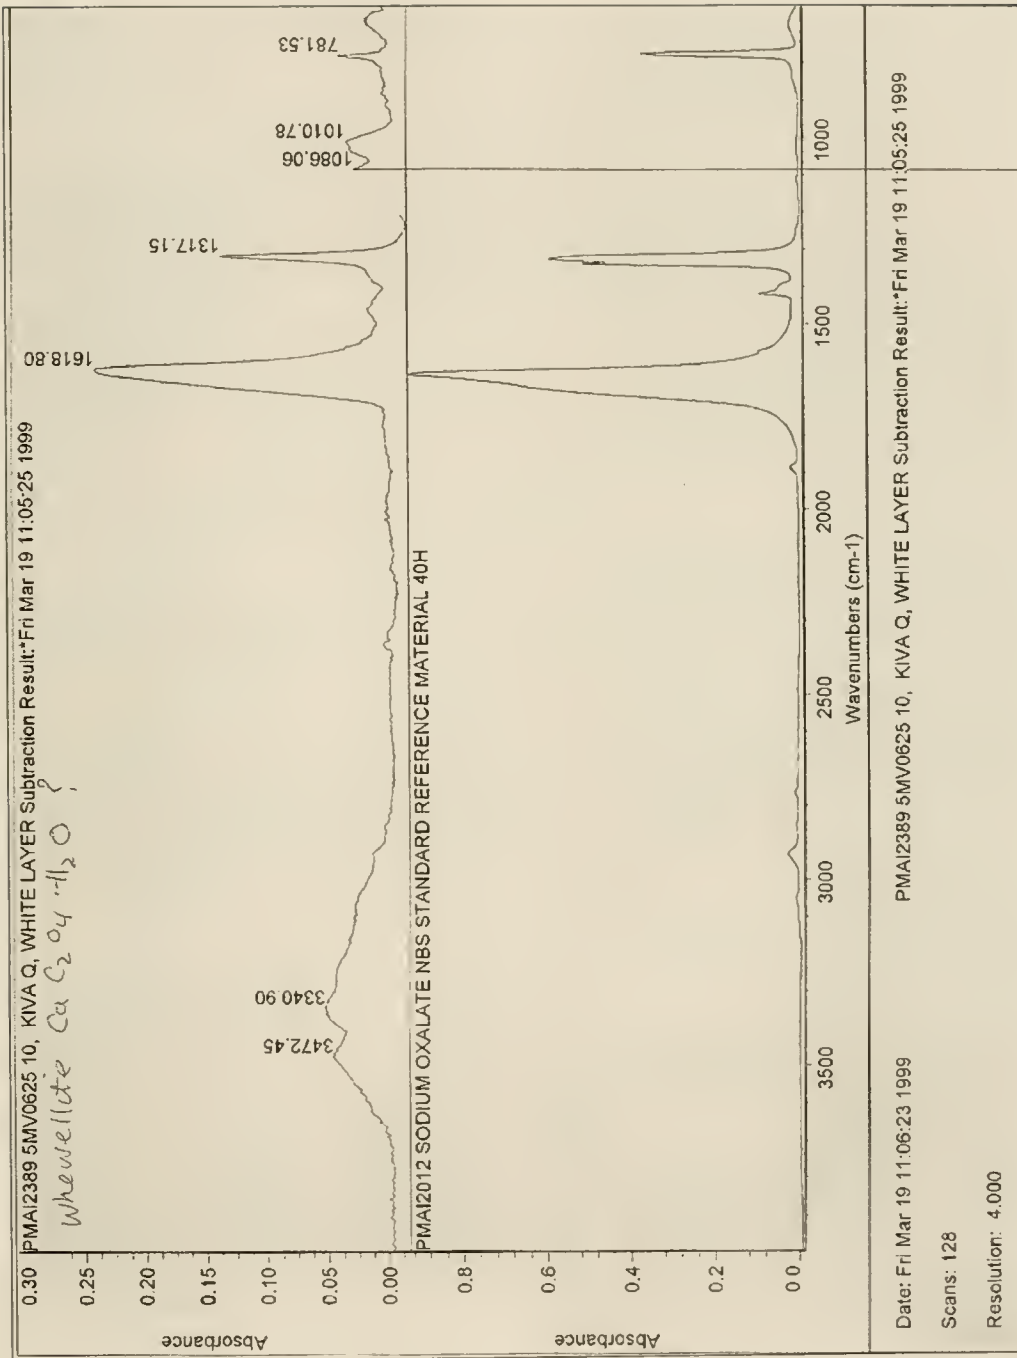 PMAI2389 5MV0625 10, KIVA Q, WHITE LAYER Subtraction Result:*Fri Mar 19 11:05:25 1999
Whewellite Ca C2O4·H2O ?
0.30
0.25
0.20
0.15
0.10
0.05
0.00
Absorbance
3472.45
3340.90
1618.80
1317.15
1086.06
1010.78
781.53
PMAI2012 SODIUM OXALATE NBS STANDARD REFERENCE MATERIAL 40H
0.8
0.6
0.4
0.2
0.0
Absorbance
3500
3000
2500
2000
1500
1000
Wavenumbers (cm-1)
Date: Fri Mar 19 11:06:23 1999
PMAI2389 5MV0625 10, KIVA Q, WHITE LAYER Subtraction Result:*Fri Mar 19 11:05:25 1999
Scans: 128
Resolution: 4.000